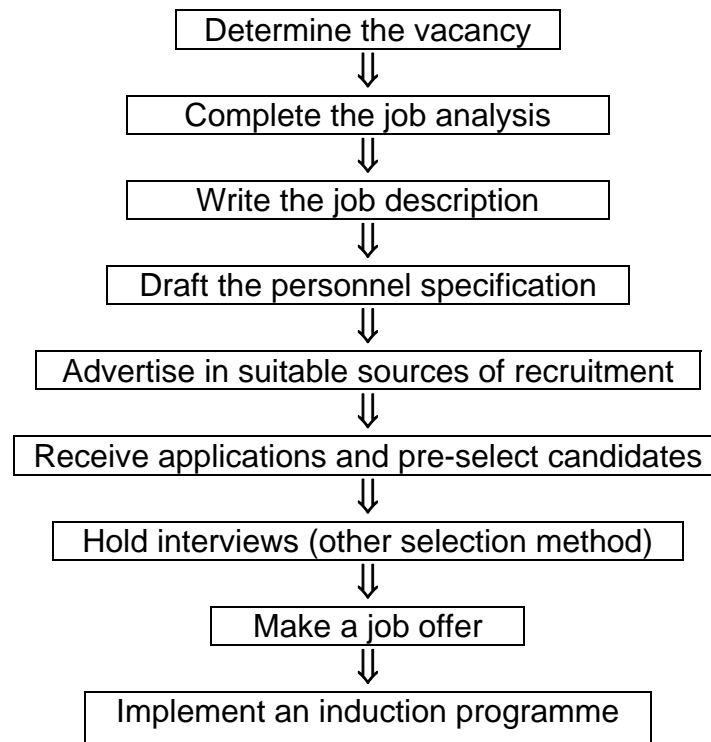 Determine the vacancy
⇓
Complete the job analysis
⇓
Write the job description
⇓
Draft the personnel specification
⇓
Advertise in suitable sources of recruitment
⇓
Receive applications and pre-select candidates
⇓
Hold interviews (other selection method)
⇓
Make a job offer
⇓
Implement an induction programme